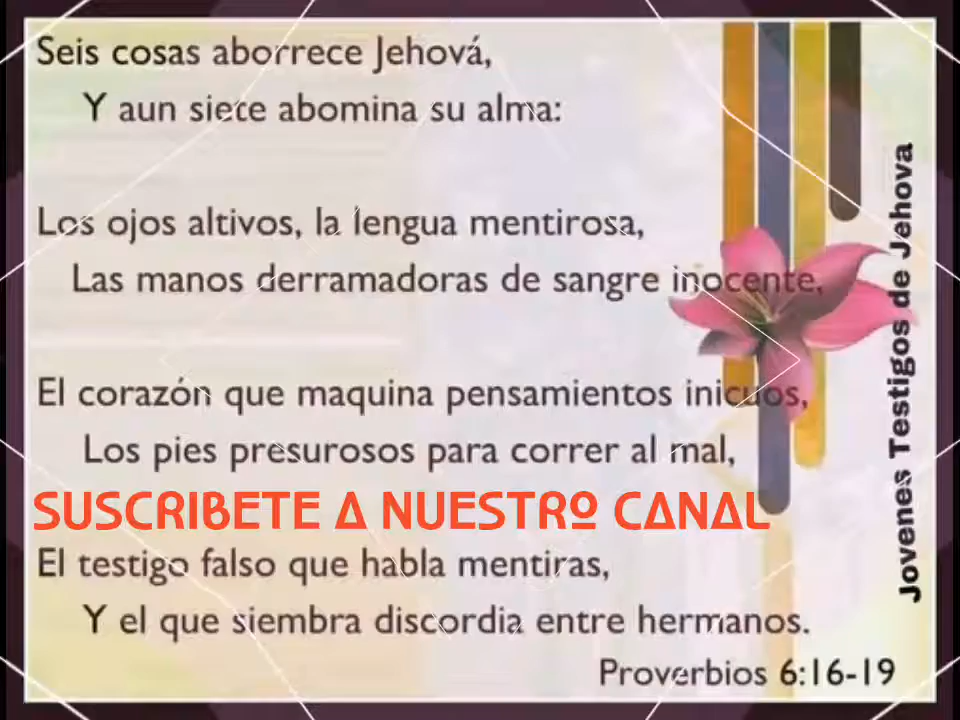 Seis cosas aborrece Jehová,
Y aun siete abomina su alma:
Los ojos altivos, la lengua mentirosa,
Las manos derramadoras de sangre inocente,
El corazón que maquina pensamientos inicuos,
Los pies presurosos para correr al mal,
SUSCRIBETE A NUESTRO CANAL
El testigo falso que habla mentiras,
Y el que siembra discordia entre hermanos.
Proverbios 6:16-19
Jovenes Testigos de Jehova